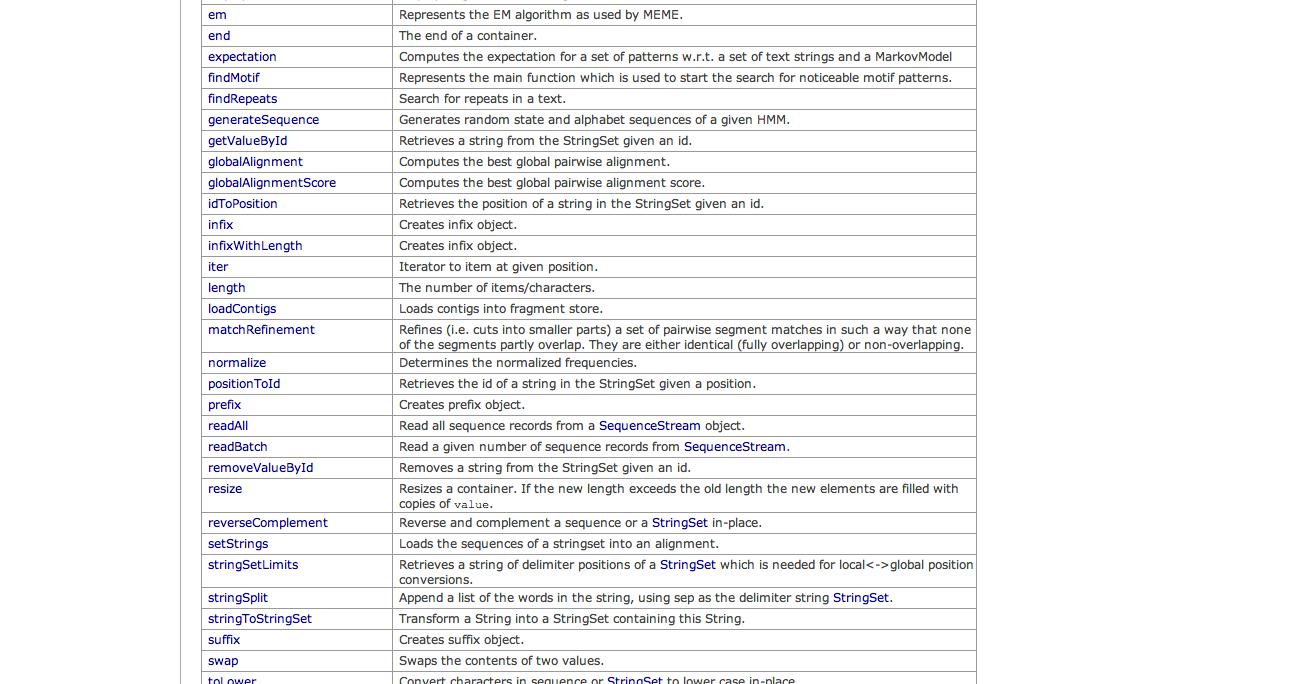 em Represents the EM algorithm as used by MEME.
end The end of a container.
expectation Computes the expectation for a set of patterns w.r.t. a set of text strings and a MarkovModel
findMotif Represents the main function which is used to start the search for noticeable motif patterns.
findRepeats Search for repeats in a text.
generateSequence Generates random state and alphabet sequences of a given HMM.
getValueById Retrieves a string from the StringSet given an id.
globalAlignment Computes the best global pairwise alignment.
globalAlignmentScore Computes the best global pairwise alignment score.
idToPosition Retrieves the position of a string in the StringSet given an id.
infix Creates infix object.
infixWithLength Creates infix object.
iter Iterator to item at given position.
length The number of items/characters.
loadContigs Loads contigs into fragment store.
matchRefinement Refines (i.e. cuts into smaller parts) a set of pairwise segment matches in such a way that none
of the segments partly overlap. They are either identical (fully overlapping) or non-overlapping.
normalize Determines the normalized frequencies.
positionToId Retrieves the id of a string in the StringSet given a position.
prefix Creates prefix object.
readAll Read all sequence records from a SequenceStream object.
readBatch Read a given number of sequence records from SequenceStream.
removeValueById Removes a string from the StringSet given an id.
resize Resizes a container. If the new length exceeds the old length the new elements are filled with
copies of value.
reverseComplement Reverse and complement a sequence or a StringSet in-place.
setStrings Loads the sequences of a stringset into an alignment.
stringSetLimits Retrieves a string of delimiter positions of a StringSet which is needed for local<->global position
conversions.
stringSplit Append a list of the words in the string, using sep as the delimiter string StringSet.
stringToStringSet Transform a String into a StringSet containing this String.
suffix Creates suffix object.
swap Swaps the contents of two values.
toLower Convert characters in sequence or StringSet to lower case in-place